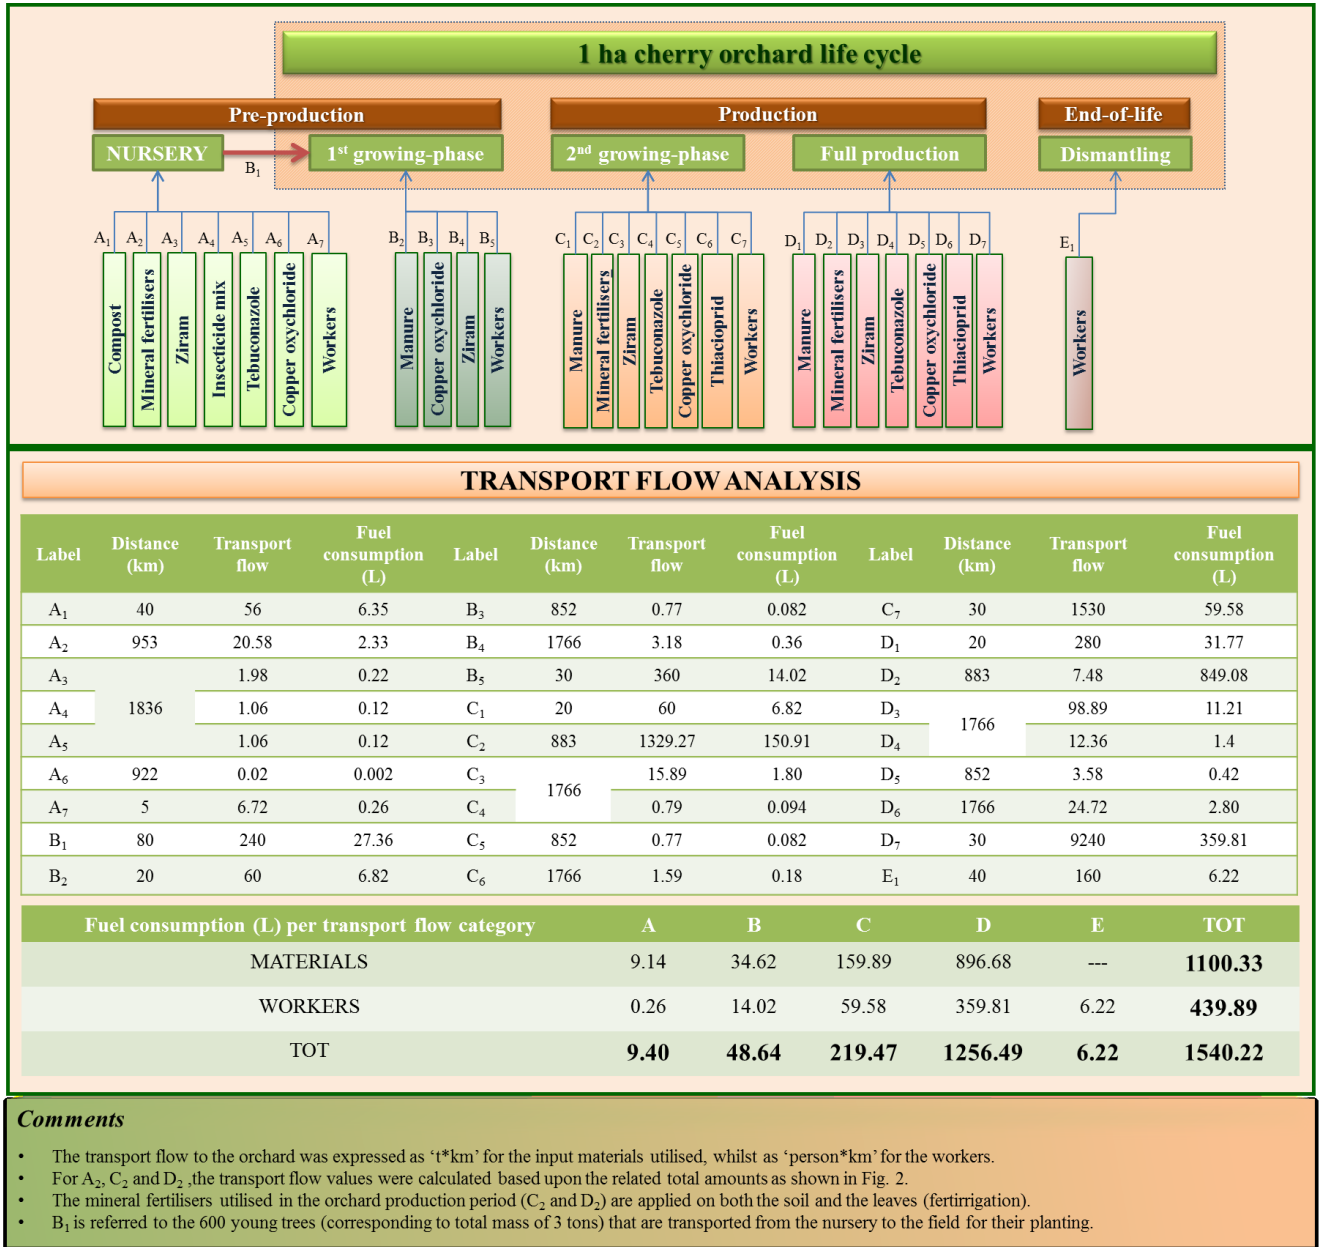 1 ha cherry orchard life cycle
Pre-production
Production
End-of-life
NURSERY
B₁
1st growing-phase
2nd growing-phase
Full production
Dismantling
A₁ A₂ A₃ A₄ A₅ A₆ A₇
B₂ B₃ B₄ B₅
C₁ C₂ C₃ C₄ C₅ C₆ C₇
D₁ D₂ D₃ D₄ D₅ D₆ D₇
E₁
Compost
Mineral fertilisers
Ziram
Insecticide mix
Tebuconazole
Copper oxychloride
Workers
Manure
Copper oxychloride
Ziram
Workers
Manure
Mineral fertilisers
Ziram
Tebuconazole
Copper oxychloride
Thiacioprid
Workers
Manure
Mineral fertilisers
Ziram
Tebuconazole
Copper oxychloride
Thiacioprid
Workers
Workers
TRANSPORT FLOW ANALYSIS
Label Distance (km) Transport flow Fuel consumption (L) Label Distance (km) Transport flow Fuel consumption (L) Label Distance (km) Transport flow Fuel consumption (L)
A₁ 40 56 6.35 B₃ 852 0.77 0.082 C₇ 30 1530 59.58
A₂ 953 20.58 2.33 B₄ 1766 3.18 0.36 D₁ 20 280 31.77
A₃ 1.98 0.22 B₅ 30 360 14.02 D₂ 883 7.48 849.08
A₄ 1836 1.06 0.12 C₁ 20 60 6.82 D₃ 1766 98.89 11.21
A₅ 1.06 0.12 C₂ 883 1329.27 150.91 D₄ 12.36 1.4
A₆ 922 0.02 0.002 C₃ 1766 15.89 1.80 D₅ 852 3.58 0.42
A₇ 5 6.72 0.26 C₄ 0.79 0.094 D₆ 1766 24.72 2.80
B₁ 80 240 27.36 C₅ 852 0.77 0.082 D₇ 30 9240 359.81
B₂ 20 60 6.82 C₆ 1766 1.59 0.18 E₁ 40 160 6.22
Fuel consumption (L) per transport flow category A B C D E TOT
MATERIALS 9.14 34.62 159.89 896.68 --- 1100.33
WORKERS 0.26 14.02 59.58 359.81 6.22 439.89
TOT 9.40 48.64 219.47 1256.49 6.22 1540.22
Comments
• The transport flow to the orchard was expressed as ‘t*km’ for the input materials utilised, whilst as ‘person*km’ for the workers.
• For A₂, C₂ and D₂ ,the transport flow values were calculated based upon the related total amounts as shown in Fig. 2.
• The mineral fertilisers utilised in the orchard production period (C₂ and D₂) are applied on both the soil and the leaves (fertirrigation).
• B₁ is referred to the 600 young trees (corresponding to total mass of 3 tons) that are transported from the nursery to the field for their planting.